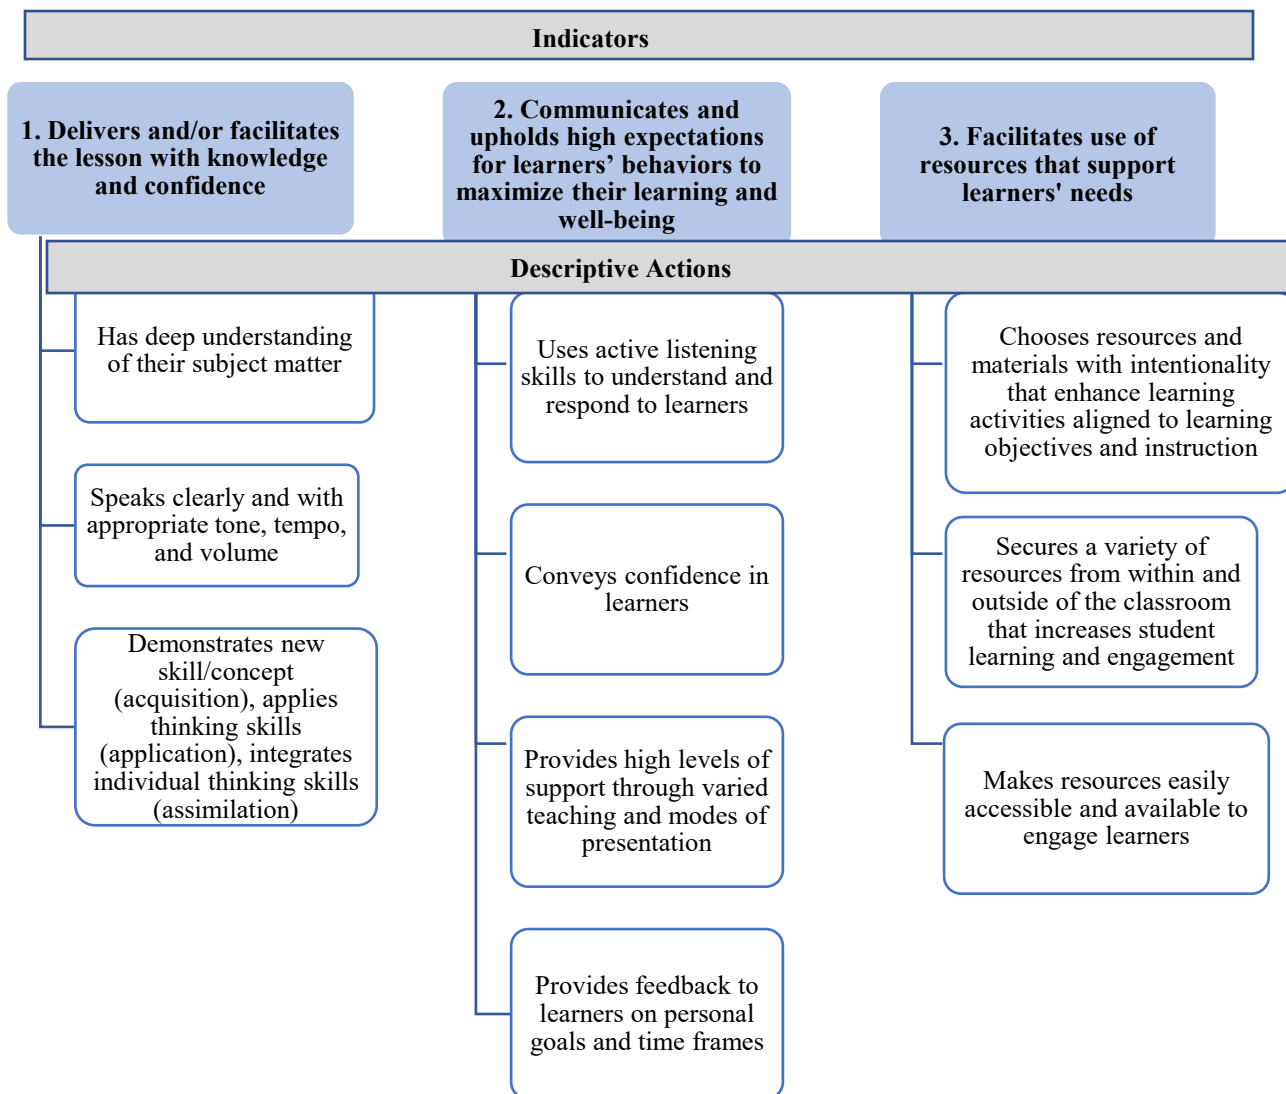 Indicators
1. Delivers and/or facilitates
the lesson with knowledge
and confidence
2. Communicates and
upholds high expectations
for learners’ behaviors to
maximize their learning and
well-being
3. Facilitates use of
resources that support
learners' needs
Descriptive Actions
Has deep understanding
of their subject matter
Speaks clearly and with
appropriate tone, tempo,
and volume
Demonstrates new
skill/concept
(acquisition), applies
thinking skills
(application), integrates
individual thinking skills
(assimilation)
Uses active listening
skills to understand and
respond to learners
Conveys confidence in
learners
Provides high levels of
support through varied
teaching and modes of
presentation
Provides feedback to
learners on personal
goals and time frames
Chooses resources and
materials with intentionality
that enhance learning
activities aligned to learning
objectives and instruction
Secures a variety of
resources from within and
outside of the classroom
that increases student
learning and engagement
Makes resources easily
accessible and available to
engage learners